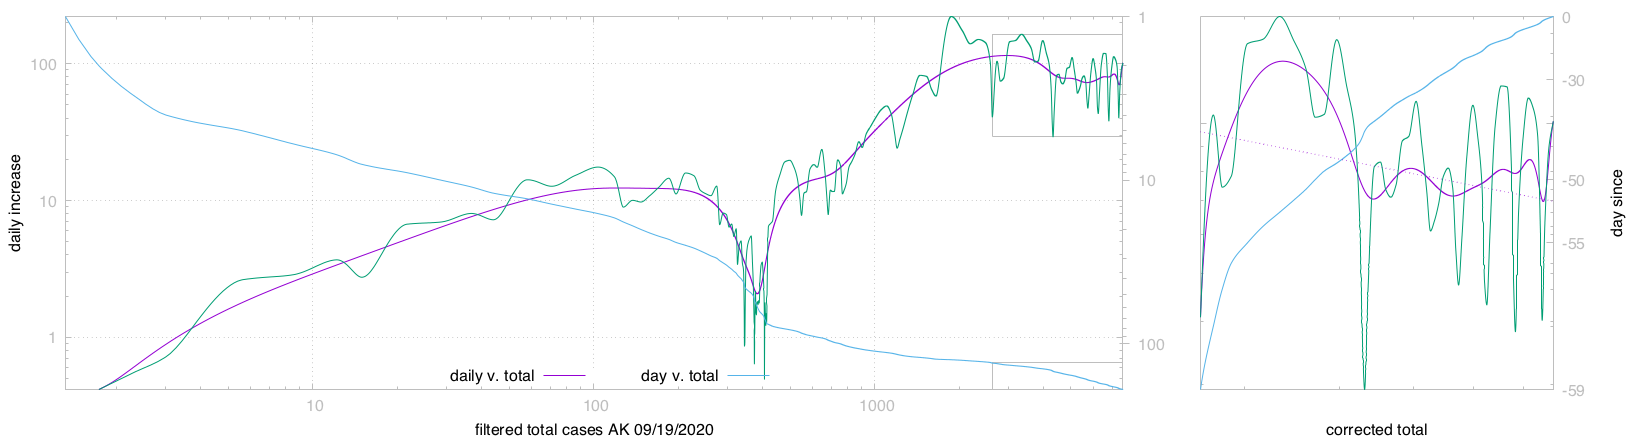 daily increase
100
10
1
1
10
100
daily v. total
day v. total
10
100
1000
filtered total cases AK 09/19/2020
0
-30
-50
-55
-59
day since
corrected total